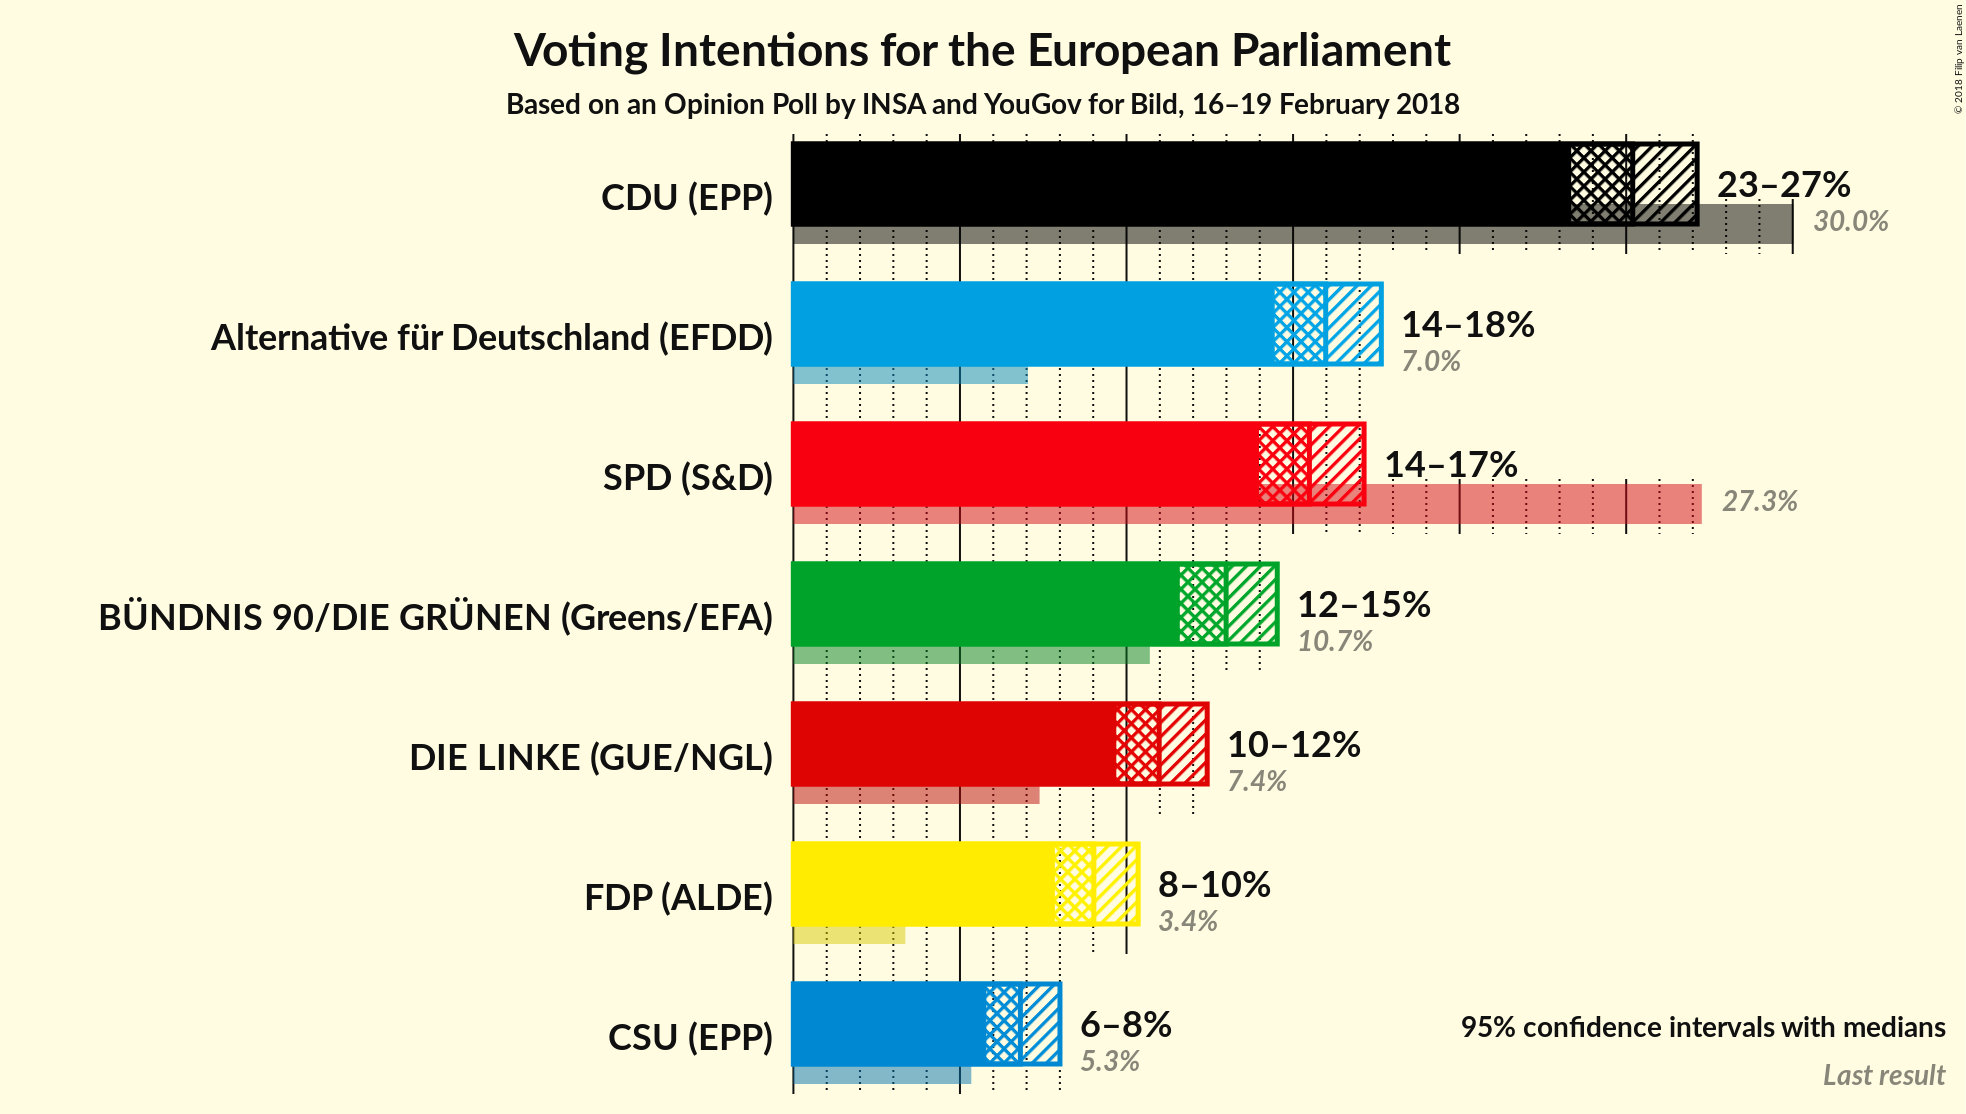 Voting Intentions for the European Parliament
Based on an Opinion Poll by INSA and YouGov for Bild, 16–19 February 2018
© 2018 Filip van Laenen
CDU (EPP)
23–27%
30.0%
Alternative für Deutschland (EFDD)
14–18%
7.0%
SPD (S&D)
14–17%
27.3%
BÜNDNIS 90/DIE GRÜNEN (Greens/EFA)
12–15%
10.7%
DIE LINKE (GUE/NGL)
10–12%
7.4%
FDP (ALDE)
8–10%
3.4%
CSU (EPP)
6–8%
5.3%
95% confidence intervals with medians
Last result